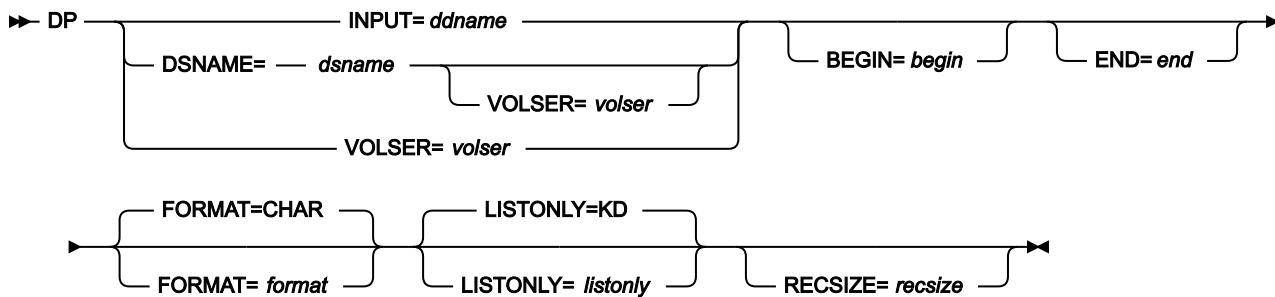 DP INPUT= ddname
DSNAME= dsname BEGIN= begin END= end
VOLSER= volser
VOLSER= volser
FORMAT=CHAR LISTONLY=KD
FORMAT= format LISTONLY= listonly RECSIZE= recsize